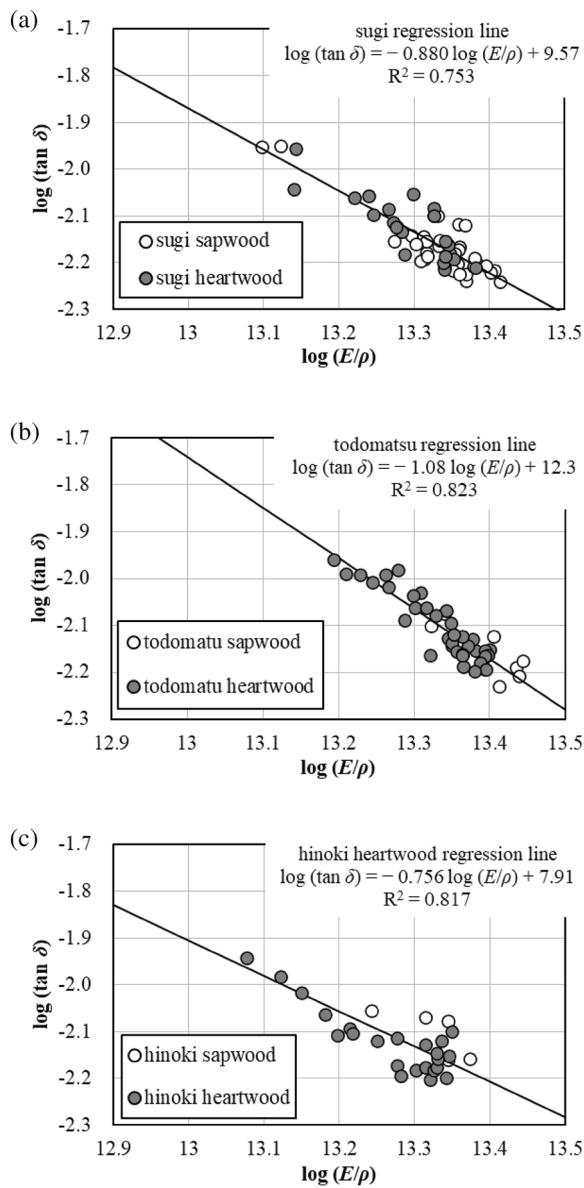 (a)
sugi regression line
log (tan δ) = − 0.880 log (E/ρ) + 9.57
R² = 0.753
-1.7
-1.8
-1.9
-2.0
-2.1
-2.2
-2.3
log (tan δ)
sugi sapwood
sugi heartwood
12.9 13 13.1 13.2 13.3 13.4 13.5
log (E/ρ)
(b)
todomatsu regression line
log (tan δ) = − 1.08 log (E/ρ) + 12.3
R² = 0.823
-1.7
-1.8
-1.9
-2.0
-2.1
-2.2
-2.3
log (tan δ)
todomatu sapwood
todomatu heartwood
12.9 13 13.1 13.2 13.3 13.4 13.5
log (E/ρ)
(c)
hinoki heartwood regression line
log (tan δ) = − 0.756 log (E/ρ) + 7.91
R² = 0.817
-1.7
-1.8
-1.9
-2.0
-2.1
-2.2
-2.3
log (tan δ)
hinoki sapwood
hinoki heartwood
12.9 13 13.1 13.2 13.3 13.4 13.5
log (E/ρ)